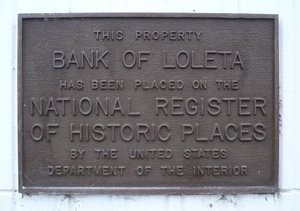 THIS PROPERTY
BANK OF LOLETA
HAS BEEN PLACED ON THE
NATIONAL REGISTER
OF HISTORIC PLACES
BY THE UNITED STATES
DEPARTMENT OF THE INTERIOR